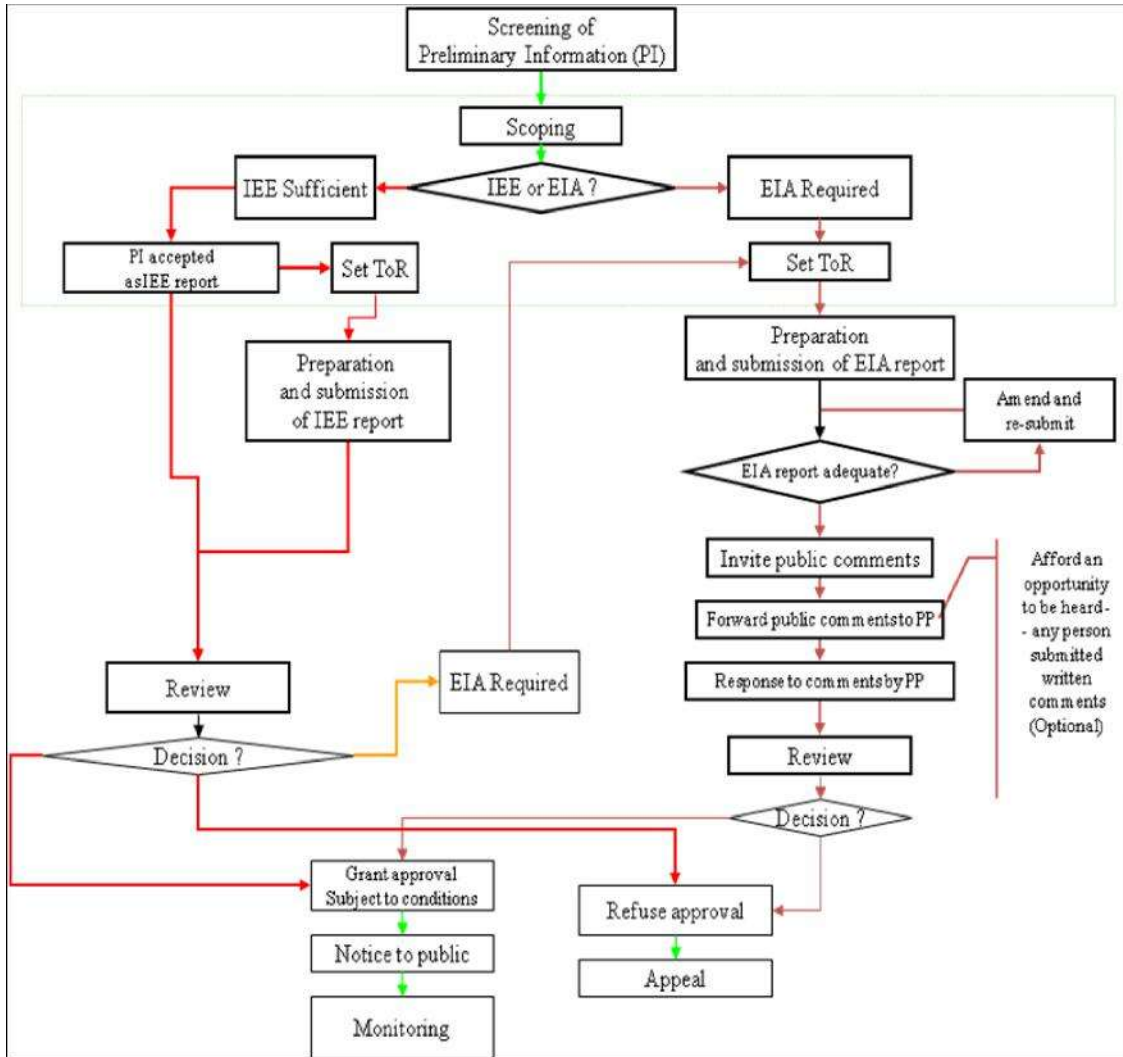 Screening of
Preliminary Information (PI)
Scoping
IEE Sufficient
IEE or EIA ?
EIA Required
PI accepted
asIEE report
Set ToR
Set ToR
Preparation
and submission
of IEE report
Preparation
and submission of EIA report
Amend and
re-submit
EIA report adequate?
Invite public comments
Forward public comments to PP
Afford an
opportunity
to be heard-
- any person
submitted
written
comments
(Optional)
Response to comments by PP
Review
EIA Required
Decision ?
Review
Decision ?
Grant approval
Subject to conditions
Refuse approval
Notice to public
Appeal
Monitoring